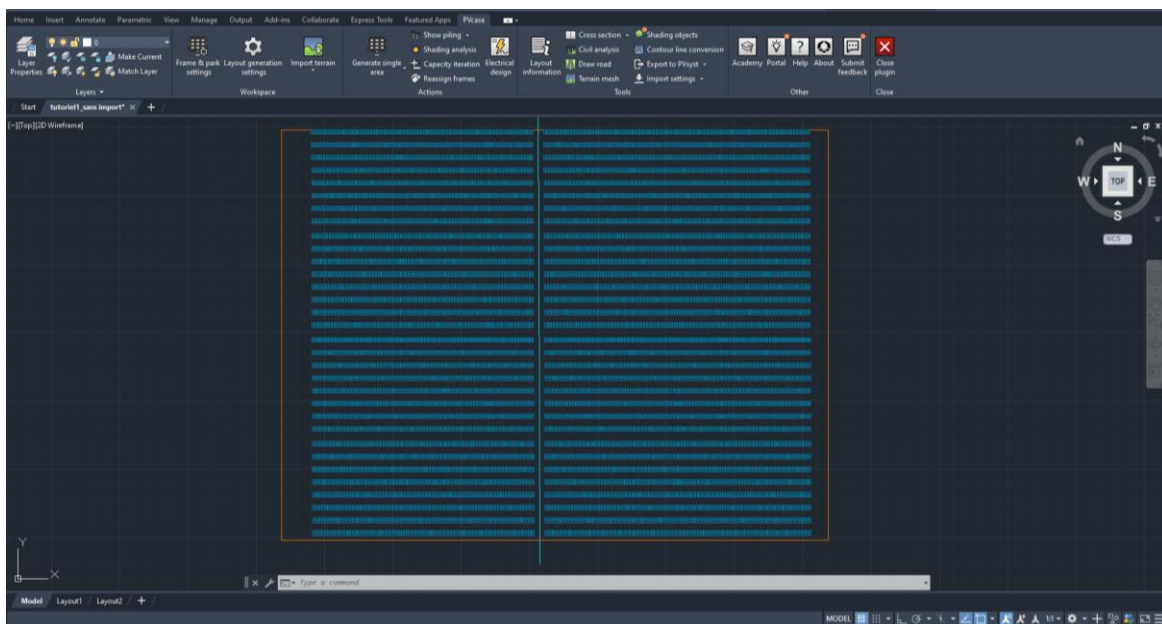 Home Insert Annotate Parametric View Manage Output Add-ins Collaborate Express Tools Featured Apps PVcase
Layer Properties
0
Make Current
Match Layer
Layers
Frame & park settings
Layout generation settings
Import terrain
Workspace
Generate single area
Show piling
Shading analysis
Capacity iteration
Reassign frames
Electrical design
Actions
Layout information
Cross section
Civil analysis
Draw road
Terrain mesh
Shading objects
Contour line conversion
Export to PVsyst
Import settings
Tools
Academy Portal Help About Submit feedback
Other
Close plugin
Close
Start tutoriel1_sans import*
[−][Top][2D Wireframe]
N
W TOP E
S
WCS
Y
X
Type a command
Model Layout1 Layout2
MODEL 1:1